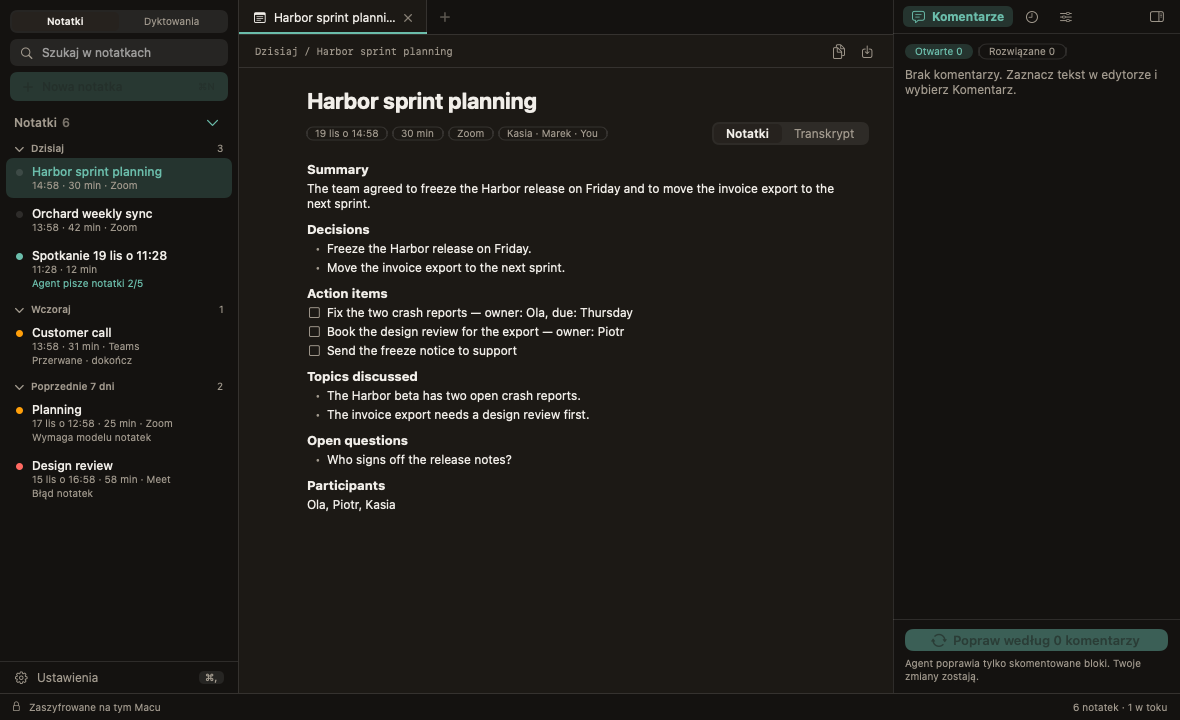 Notatki
Dyktowania
Szukaj w notatkach
Nowa notatka ⌘N
Notatki 6
Dzisiaj 3
Harbor sprint planning
14:58 · 30 min · Zoom
Orchard weekly sync
13:58 · 42 min · Zoom
Spotkanie 19 lis o 11:28
11:28 · 12 min
Agent pisze notatki 2/5
Wczoraj 1
Customer call
13:58 · 31 min · Teams
Przerwane · dokończ
Poprzednie 7 dni 2
Planning
17 lis o 12:58 · 25 min · Zoom
Wymaga modelu notatek
Design review
15 lis o 16:58 · 58 min · Meet
Błąd notatek
Ustawienia ⌘,
Zaszyfrowane na tym Macu
Harbor sprint planni...
Dzisiaj / Harbor sprint planning
Harbor sprint planning
19 lis o 14:58
30 min
Zoom
Kasia · Marek · You
Notatki
Transkrypt
Summary
The team agreed to freeze the Harbor release on Friday and to move the invoice export to the
next sprint.
Decisions
• Freeze the Harbor release on Friday.
• Move the invoice export to the next sprint.
Action items
Fix the two crash reports — owner: Ola, due: Thursday
Book the design review for the export — owner: Piotr
Send the freeze notice to support
Topics discussed
• The Harbor beta has two open crash reports.
• The invoice export needs a design review first.
Open questions
• Who signs off the release notes?
Participants
Ola, Piotr, Kasia
Komentarze
Otwarte 0
Rozwiązane 0
Brak komentarzy. Zaznacz tekst w edytorze i
wybierz Komentarz.
Popraw według 0 komentarzy
Agent poprawia tylko skomentowane bloki. Twoje
zmiany zostają.
6 notatek · 1 w toku